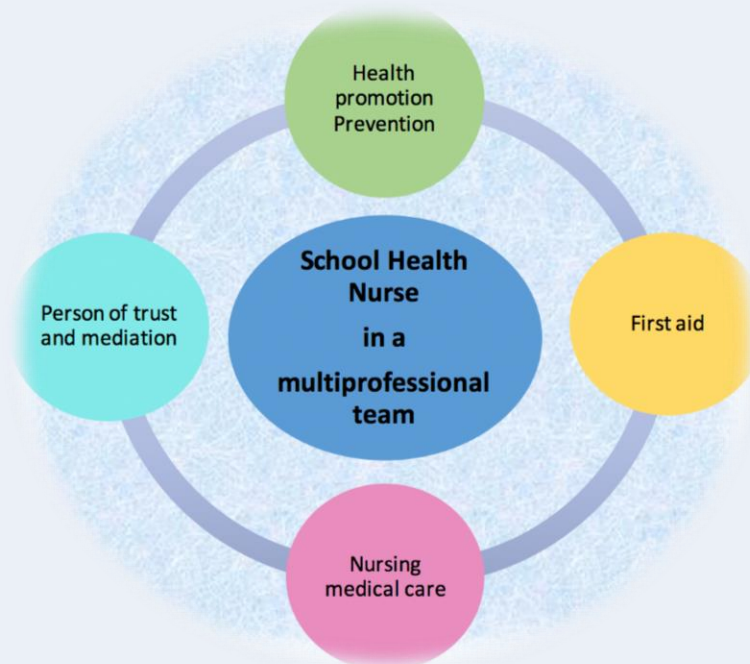 Health
promotion
Prevention
School Health
Nurse
in a
multiprofessional
team
Person of trust
and mediation
First aid
Nursing
medical care